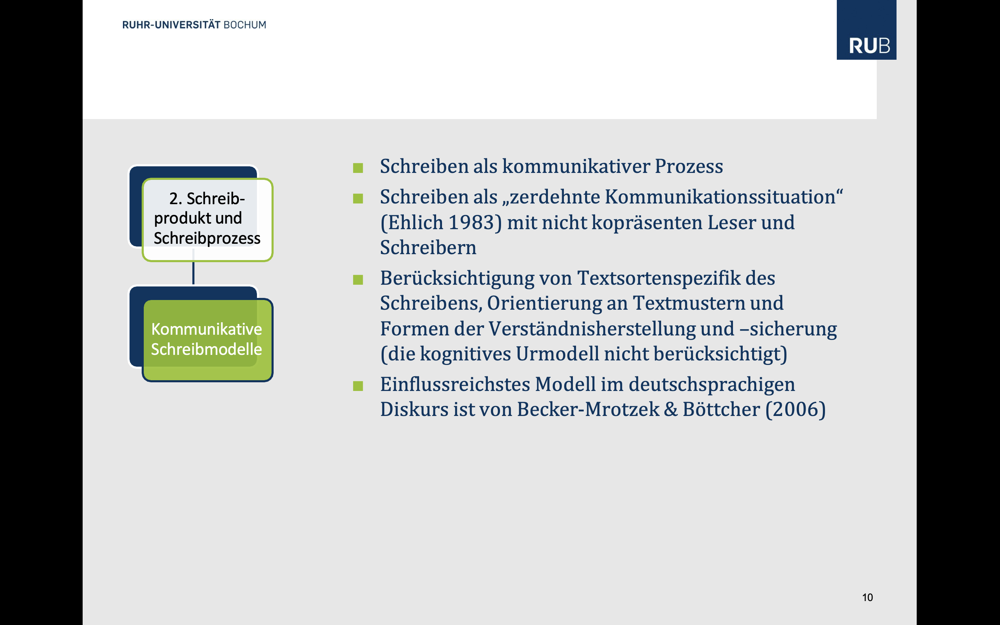 RUHR-UNIVERSITÄT BOCHUM
RUB
2. Schreib-
produkt und
Schreibprozess
Kommunikative
Schreibmodelle
Schreiben als kommunikativer Prozess
Schreiben als „zerdehnte Kommunikationssituation“
(Ehlich 1983) mit nicht kopräsenten Leser und
Schreibern
Berücksichtigung von Textsortenspezifik des
Schreibens, Orientierung an Textmustern und
Formen der Verständnisherstellung und –sicherung
(die kognitives Urmodell nicht berücksichtigt)
Einflussreichstes Modell im deutschsprachigen
Diskurs ist von Becker-Mrotzek & Böttcher (2006)
10